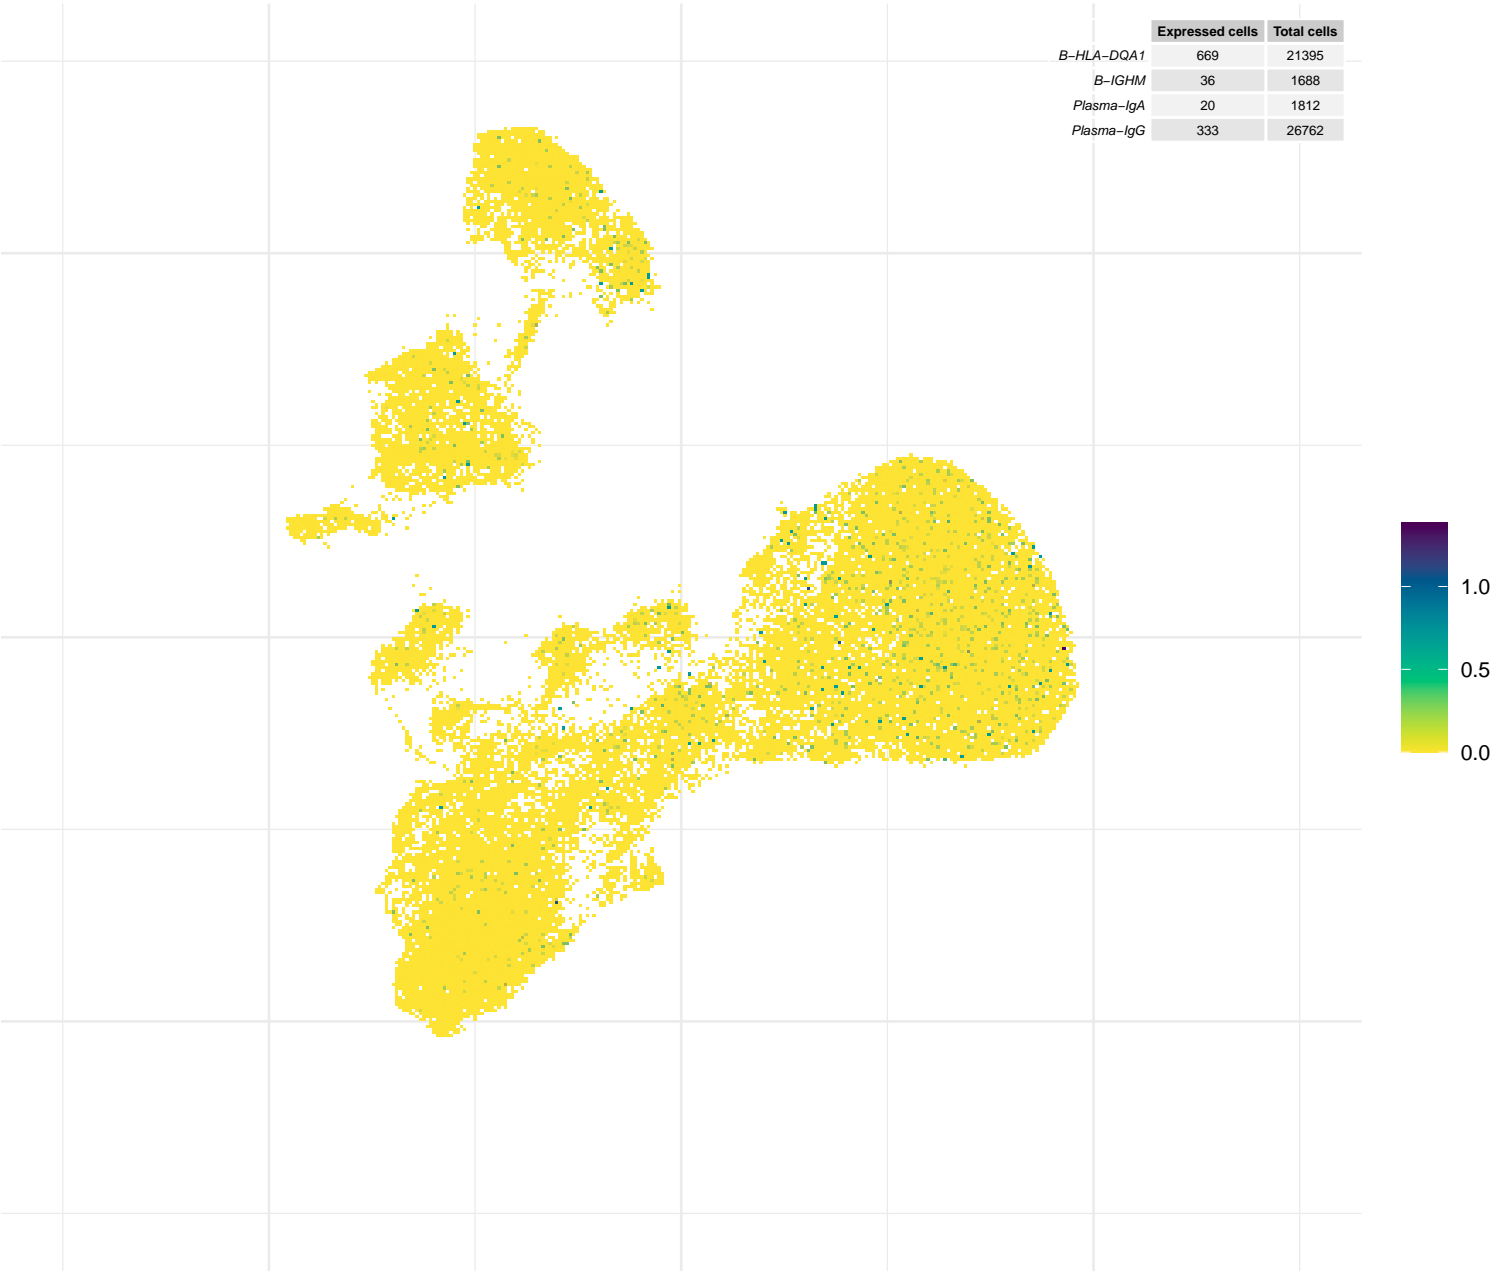 Expressed cells Total cells
B−HLA−DQA1 669 21395
B−IGHM 36 1688
Plasma−IgA 20 1812
Plasma−IgG 333 26762
1.0
0.5
0.0